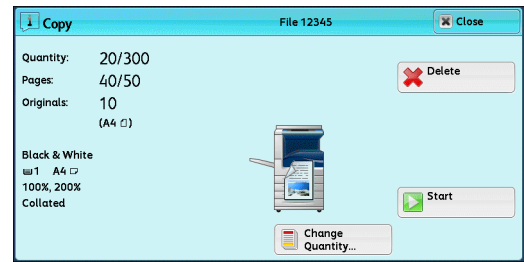 Copy File 12345 Close
Quantity: 20/300
Pages: 40/50
Originals: 10
(A4)
Delete
Black & White
1 A4
100%, 200%
Collated
Start
Change
Quantity...